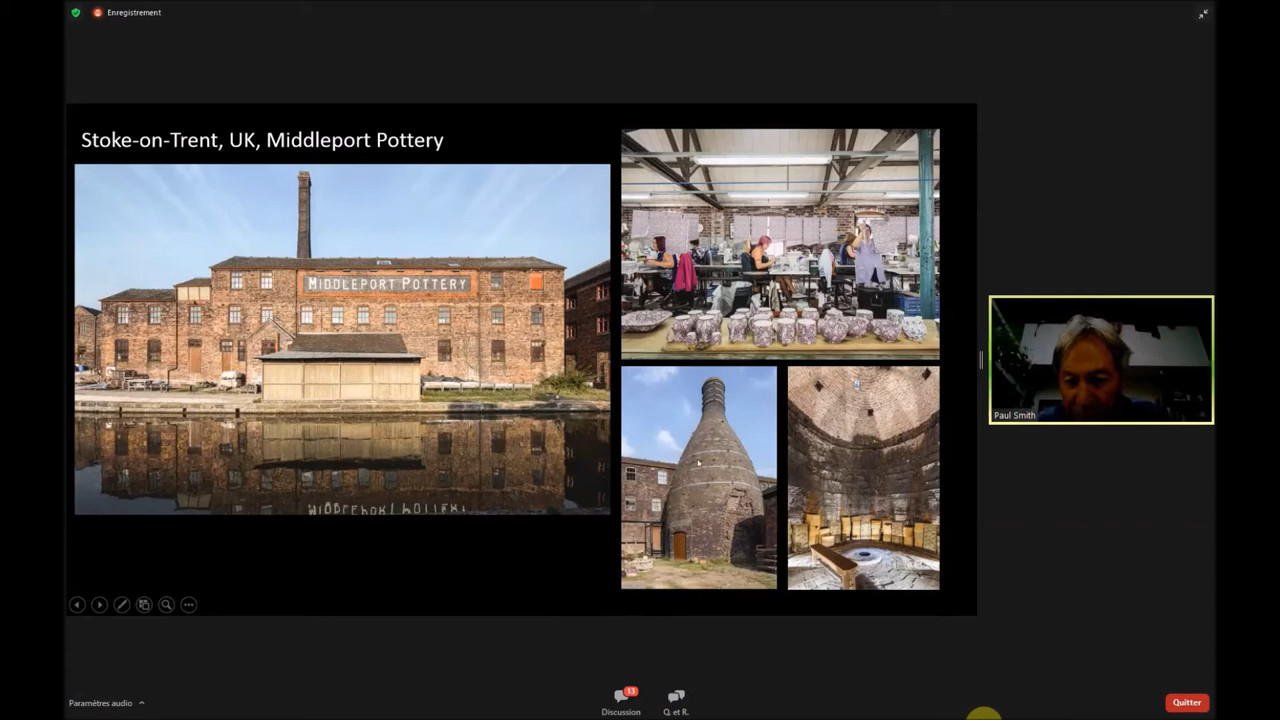 Enregistrement
Stoke-on-Trent, UK, Middleport Pottery
MIDDLEPORT POTTERY
Paul Smith
Paramètres audio
13
Discussion
Q. et R.
Quitter